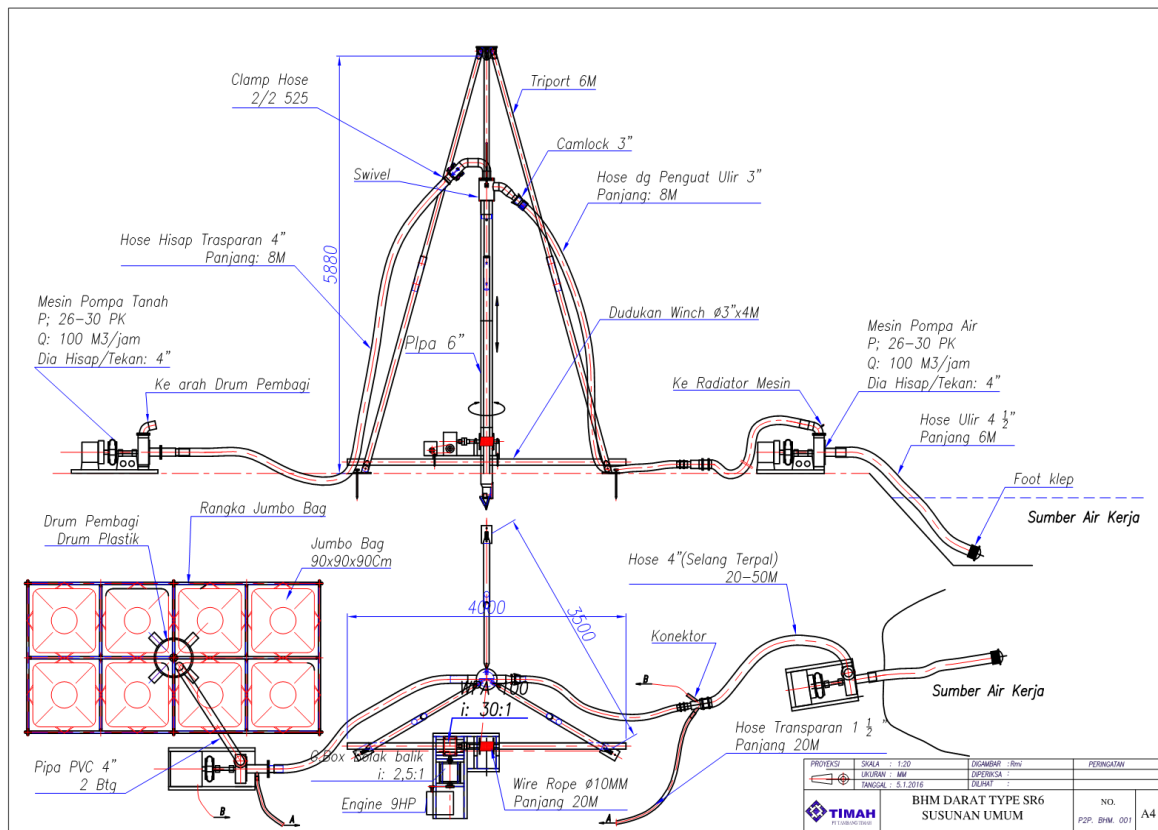 Clamp Hose
2/2 525
Triport 6M
Camlock 3"
Swivel
Hose dg Penguat Ulir 3"
Panjang: 8M
Hose Hisap Trasparan 4"
Panjang: 8M
5880
Mesin Pompa Tanah
P; 26-30 PK
Q: 100 M3/jam
Dia Hisap/Tekan: 4"
Dudukan Winch ø3"x4M
Mesin Pompa Air
P; 26-30 PK
Q: 100 M3/jam
Dia Hisap/Tekan: 4"
PIpa 6"
Ke arah Drum Pembagi
Ke Radiator Mesin
Hose Ulir 4 1/2"
Panjang 6M
Foot klep
Sumber Air Kerja
Rangka Jumbo Bag
Drum Pembagi
Drum Plastik
Jumbo Bag
90x90x90Cm
Hose 4"(Selang Terpal)
20-50M
4000
3500
Konektor
B
Sumber Air Kerja
i: 30:1
Hose Transparan 1 1/2"
Panjang 20M
balik
i: 2,5:1
Pipa PVC 4"
2 Btg
Wire Rope ø10MM
Panjang 20M
Engine 9HP
B
A
A
PROYEKSI
SKALA : 1:20
UKURAN : MM
TANGGAL : 5.1.2016
DIGAMBAR :Rmi
DIPERIKSA :
DILIHAT :
PERINGATAN
TIMAH
PT TAMBANG TIMAH
BHM DARAT TYPE SR6
SUSUNAN UMUM
NO.
P2P. BHM. 001
A4